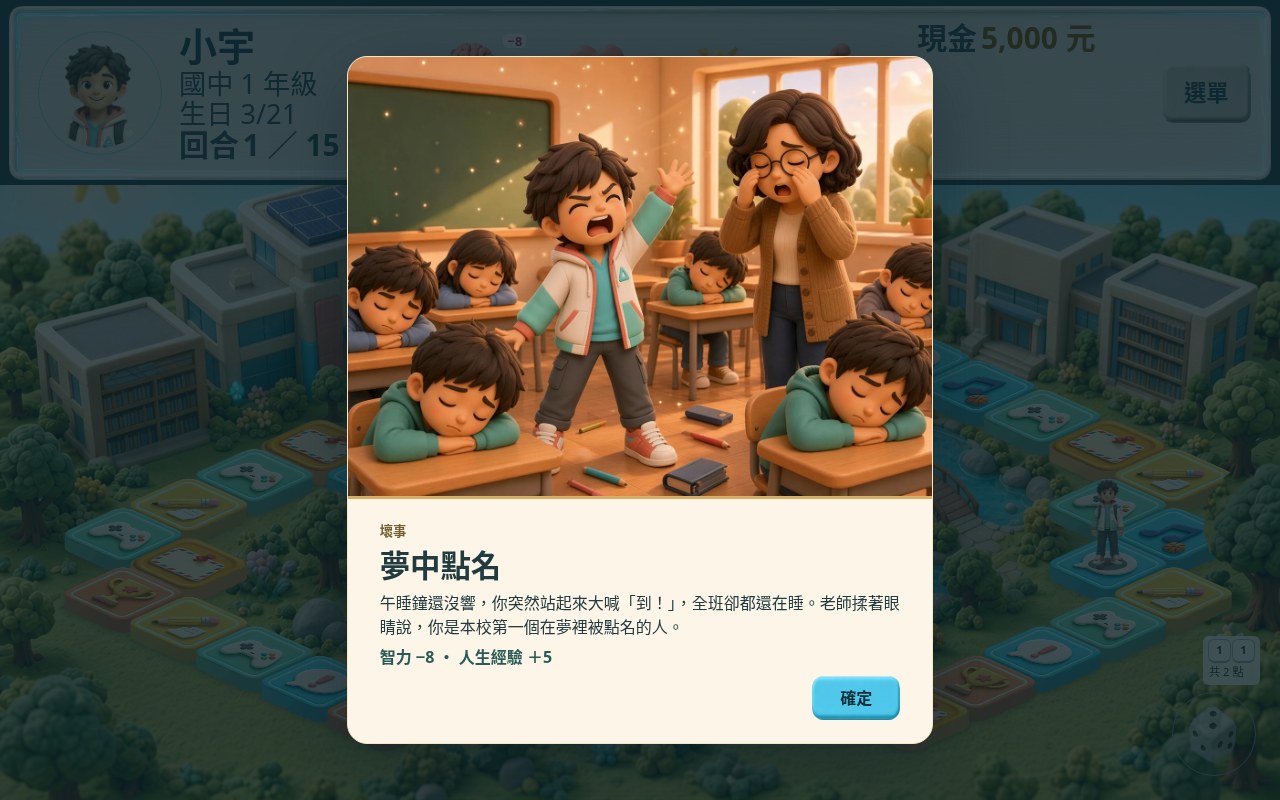 小宇
國中 1 年級
生日 3/21
回合 1 ／ 15
−8
現金 5,000 元
選單
壞事
夢中點名
午睡鐘還沒響，你突然站起來大喊「到！」，全班卻都還在睡。老師揉著眼
睛說，你是本校第一個在夢裡被點名的人。
智力 −8 · 人生經驗 ＋5
確定
1 1
共 2 點